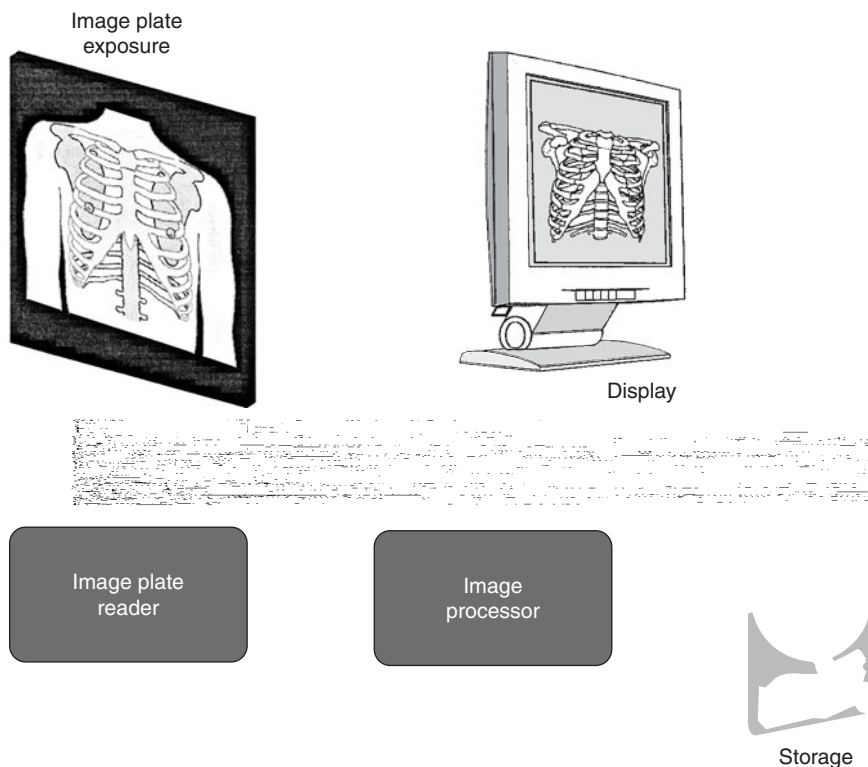 Image plate
exposure
Display
Image plate
reader
Image
processor
Storage